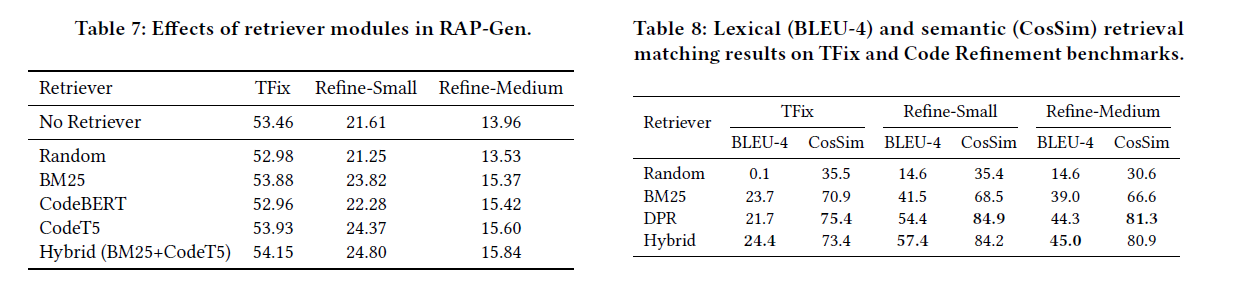 Table 7: Effects of retriever modules in RAP-Gen.
Retriever TFix Refine-Small Refine-Medium
No Retriever 53.46 21.61 13.96
Random 52.98 21.25 13.53
BM25 53.88 23.82 15.37
CodeBERT 52.96 22.28 15.42
CodeT5 53.93 24.37 15.60
Hybrid (BM25+CodeT5) 54.15 24.80 15.84
Table 8: Lexical (BLEU-4) and semantic (CosSim) retrieval
matching results on TFix and Code Refinement benchmarks.
Retriever TFix Refine-Small Refine-Medium
BLEU-4 CosSim BLEU-4 CosSim BLEU-4 CosSim
Random 0.1 35.5 14.6 35.4 14.6 30.6
BM25 23.7 70.9 41.5 68.5 39.0 66.6
DPR 21.7 75.4 54.4 84.9 44.3 81.3
Hybrid 24.4 73.4 57.4 84.2 45.0 80.9